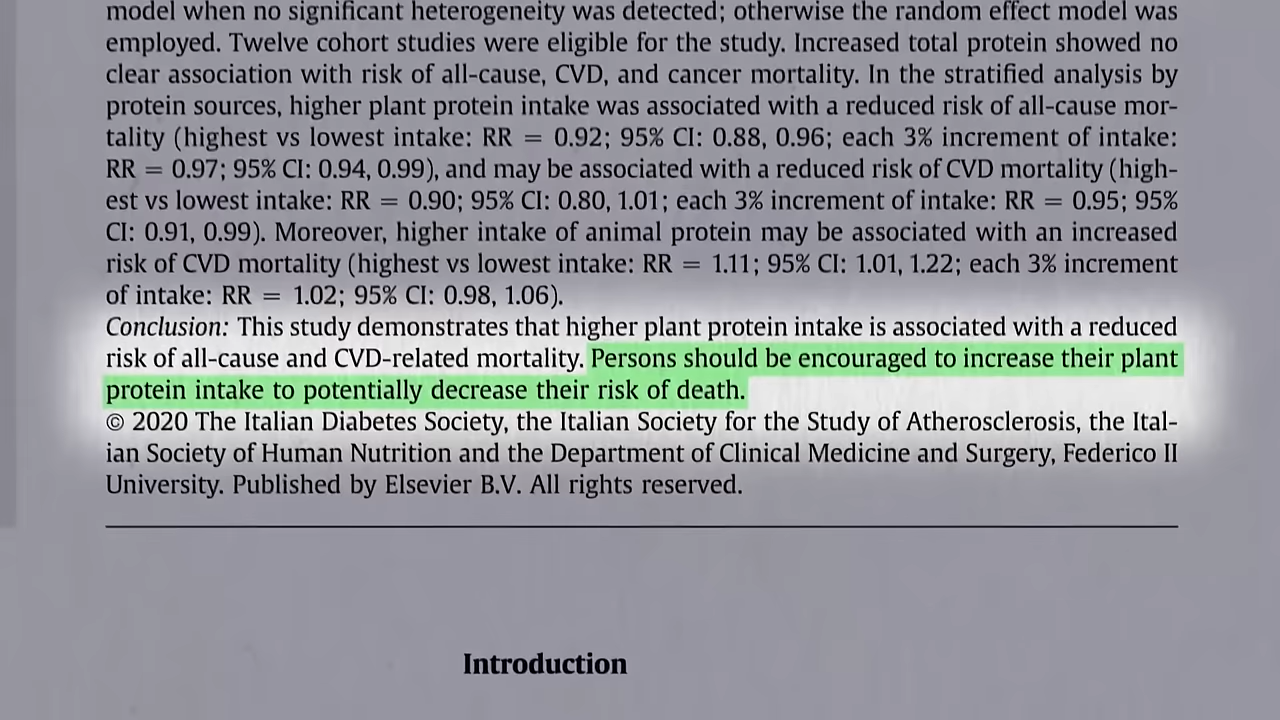 model when no significant heterogeneity was detected; otherwise the random effect model was
employed. Twelve cohort studies were eligible for the study. Increased total protein showed no
clear association with risk of all-cause, CVD, and cancer mortality. In the stratified analysis by
protein sources, higher plant protein intake was associated with a reduced risk of all-cause mor-
tality (highest vs lowest intake: RR = 0.92; 95% CI: 0.88, 0.96; each 3% increment of intake:
RR = 0.97; 95% CI: 0.94, 0.99), and may be associated with a reduced risk of CVD mortality (high-
est vs lowest intake: RR = 0.90; 95% CI: 0.80, 1.01; each 3% increment of intake: RR = 0.95; 95%
CI: 0.91, 0.99). Moreover, higher intake of animal protein may be associated with an increased
risk of CVD mortality (highest vs lowest intake: RR = 1.11; 95% CI: 1.01, 1.22; each 3% increment
of intake: RR = 1.02; 95% CI: 0.98, 1.06).
Conclusion: This study demonstrates that higher plant protein intake is associated with a reduced
risk of all-cause and CVD-related mortality. Persons should be encouraged to increase their plant
protein intake to potentially decrease their risk of death.
© 2020 The Italian Diabetes Society, the Italian Society for the Study of Atherosclerosis, the Ital-
ian Society of Human Nutrition and the Department of Clinical Medicine and Surgery, Federico II
University. Published by Elsevier B.V. All rights reserved.
Introduction